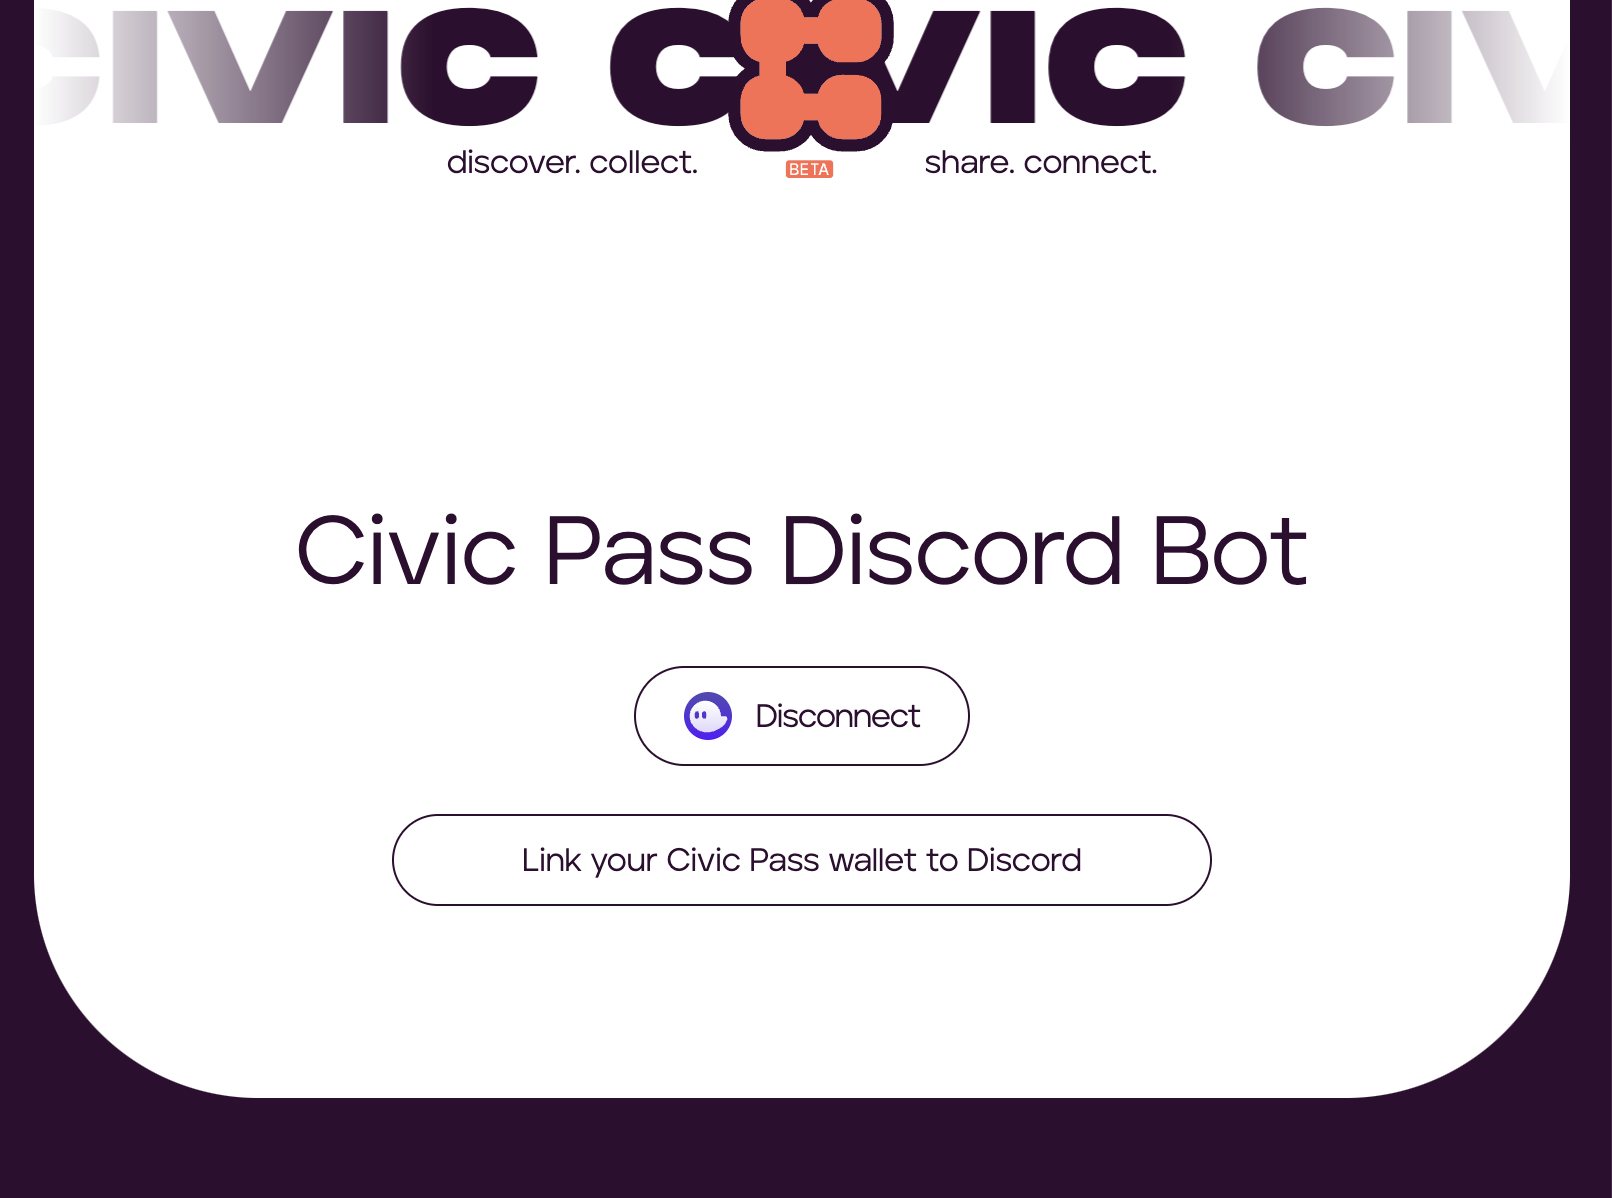 CIVIC CIVIC CIV
discover. collect. BETA share. connect.
Civic Pass Discord Bot
Disconnect
Link your Civic Pass wallet to Discord